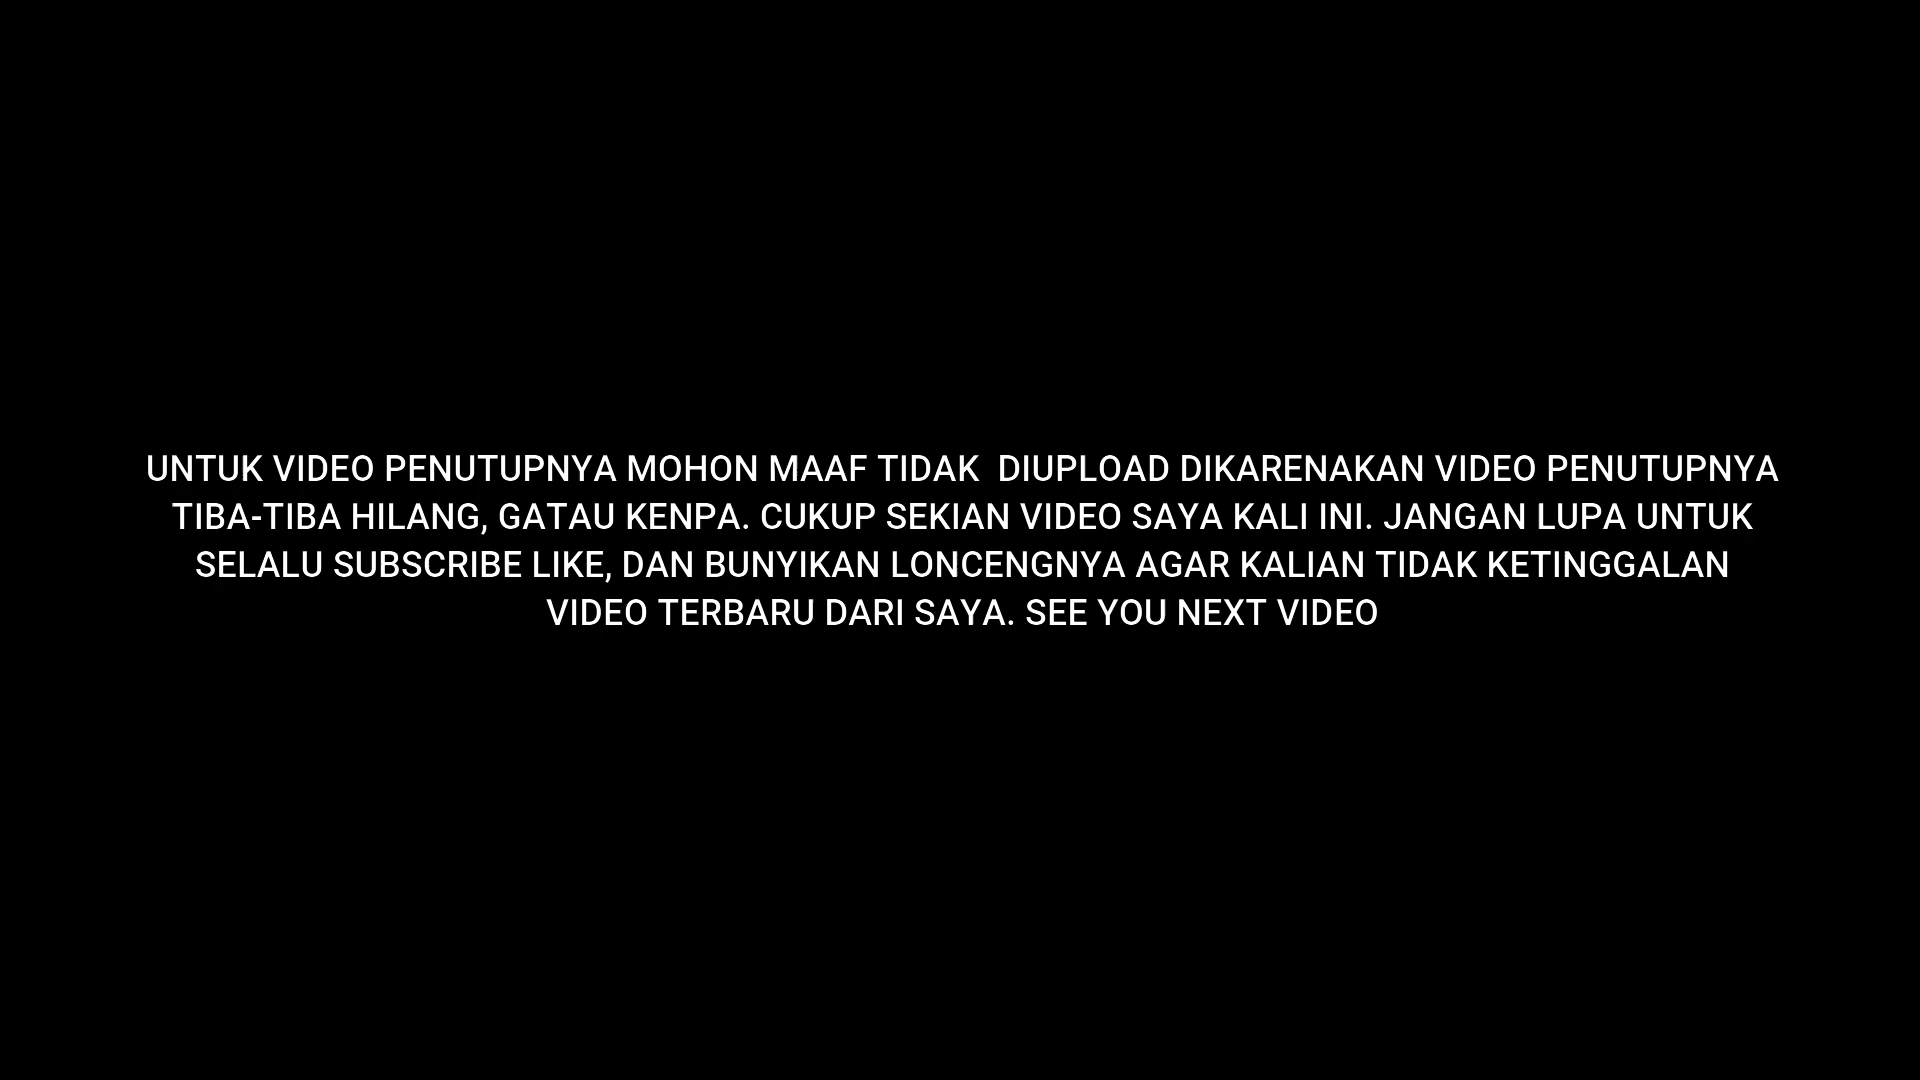 UNTUK VIDEO PENUTUPNYA MOHON MAAF TIDAK  DIUPLOAD DIKARENAKAN VIDEO PENUTUPNYA
TIBA-TIBA HILANG, GATAU KENPA. CUKUP SEKIAN VIDEO SAYA KALI INI. JANGAN LUPA UNTUK
SELALU SUBSCRIBE LIKE, DAN BUNYIKAN LONCENGNYA AGAR KALIAN TIDAK KETINGGALAN
VIDEO TERBARU DARI SAYA. SEE YOU NEXT VIDEO